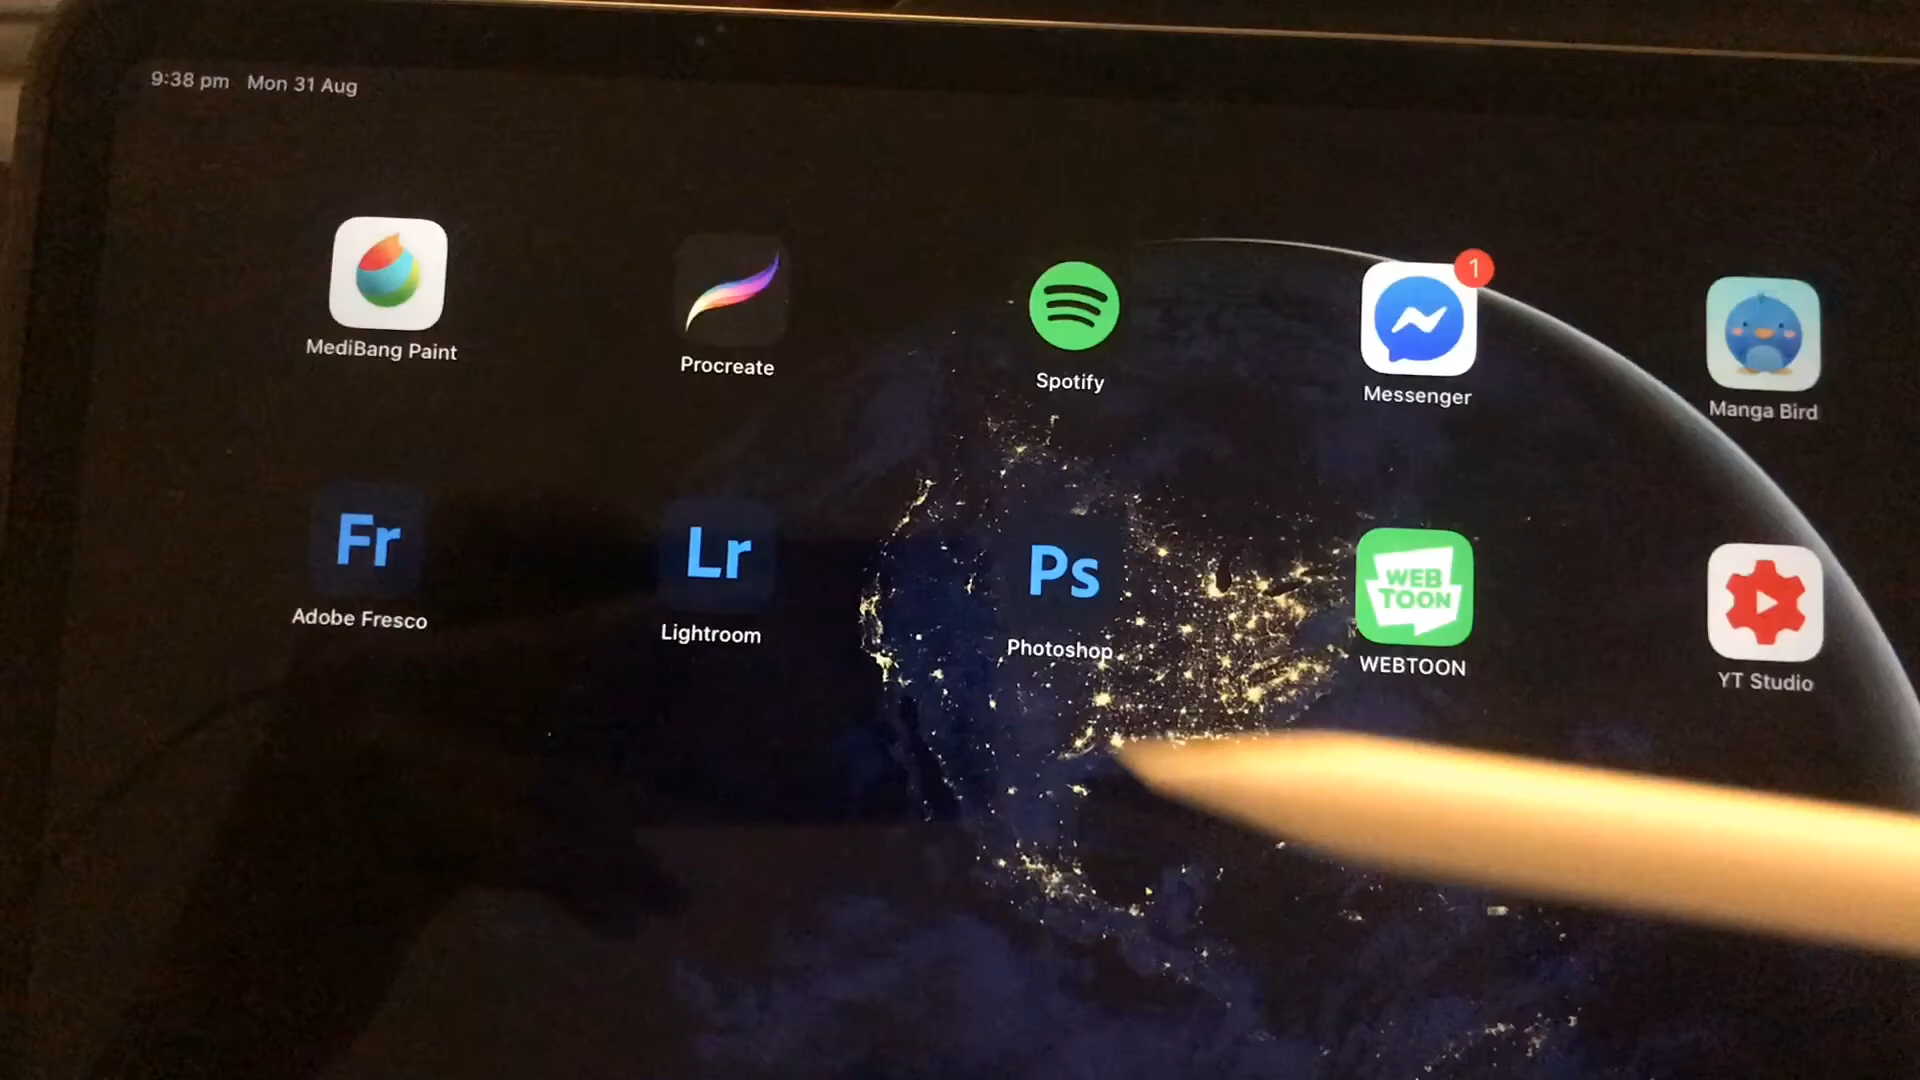 9:38 pm Mon 31 Aug
1
MediBang Paint
Procreate
Spotify
Messenger
Manga Bird
Fr
Lr
Ps
WEB
TOON
Adobe Fresco
Lightroom
Photoshop
WEBTOON
YT Studio